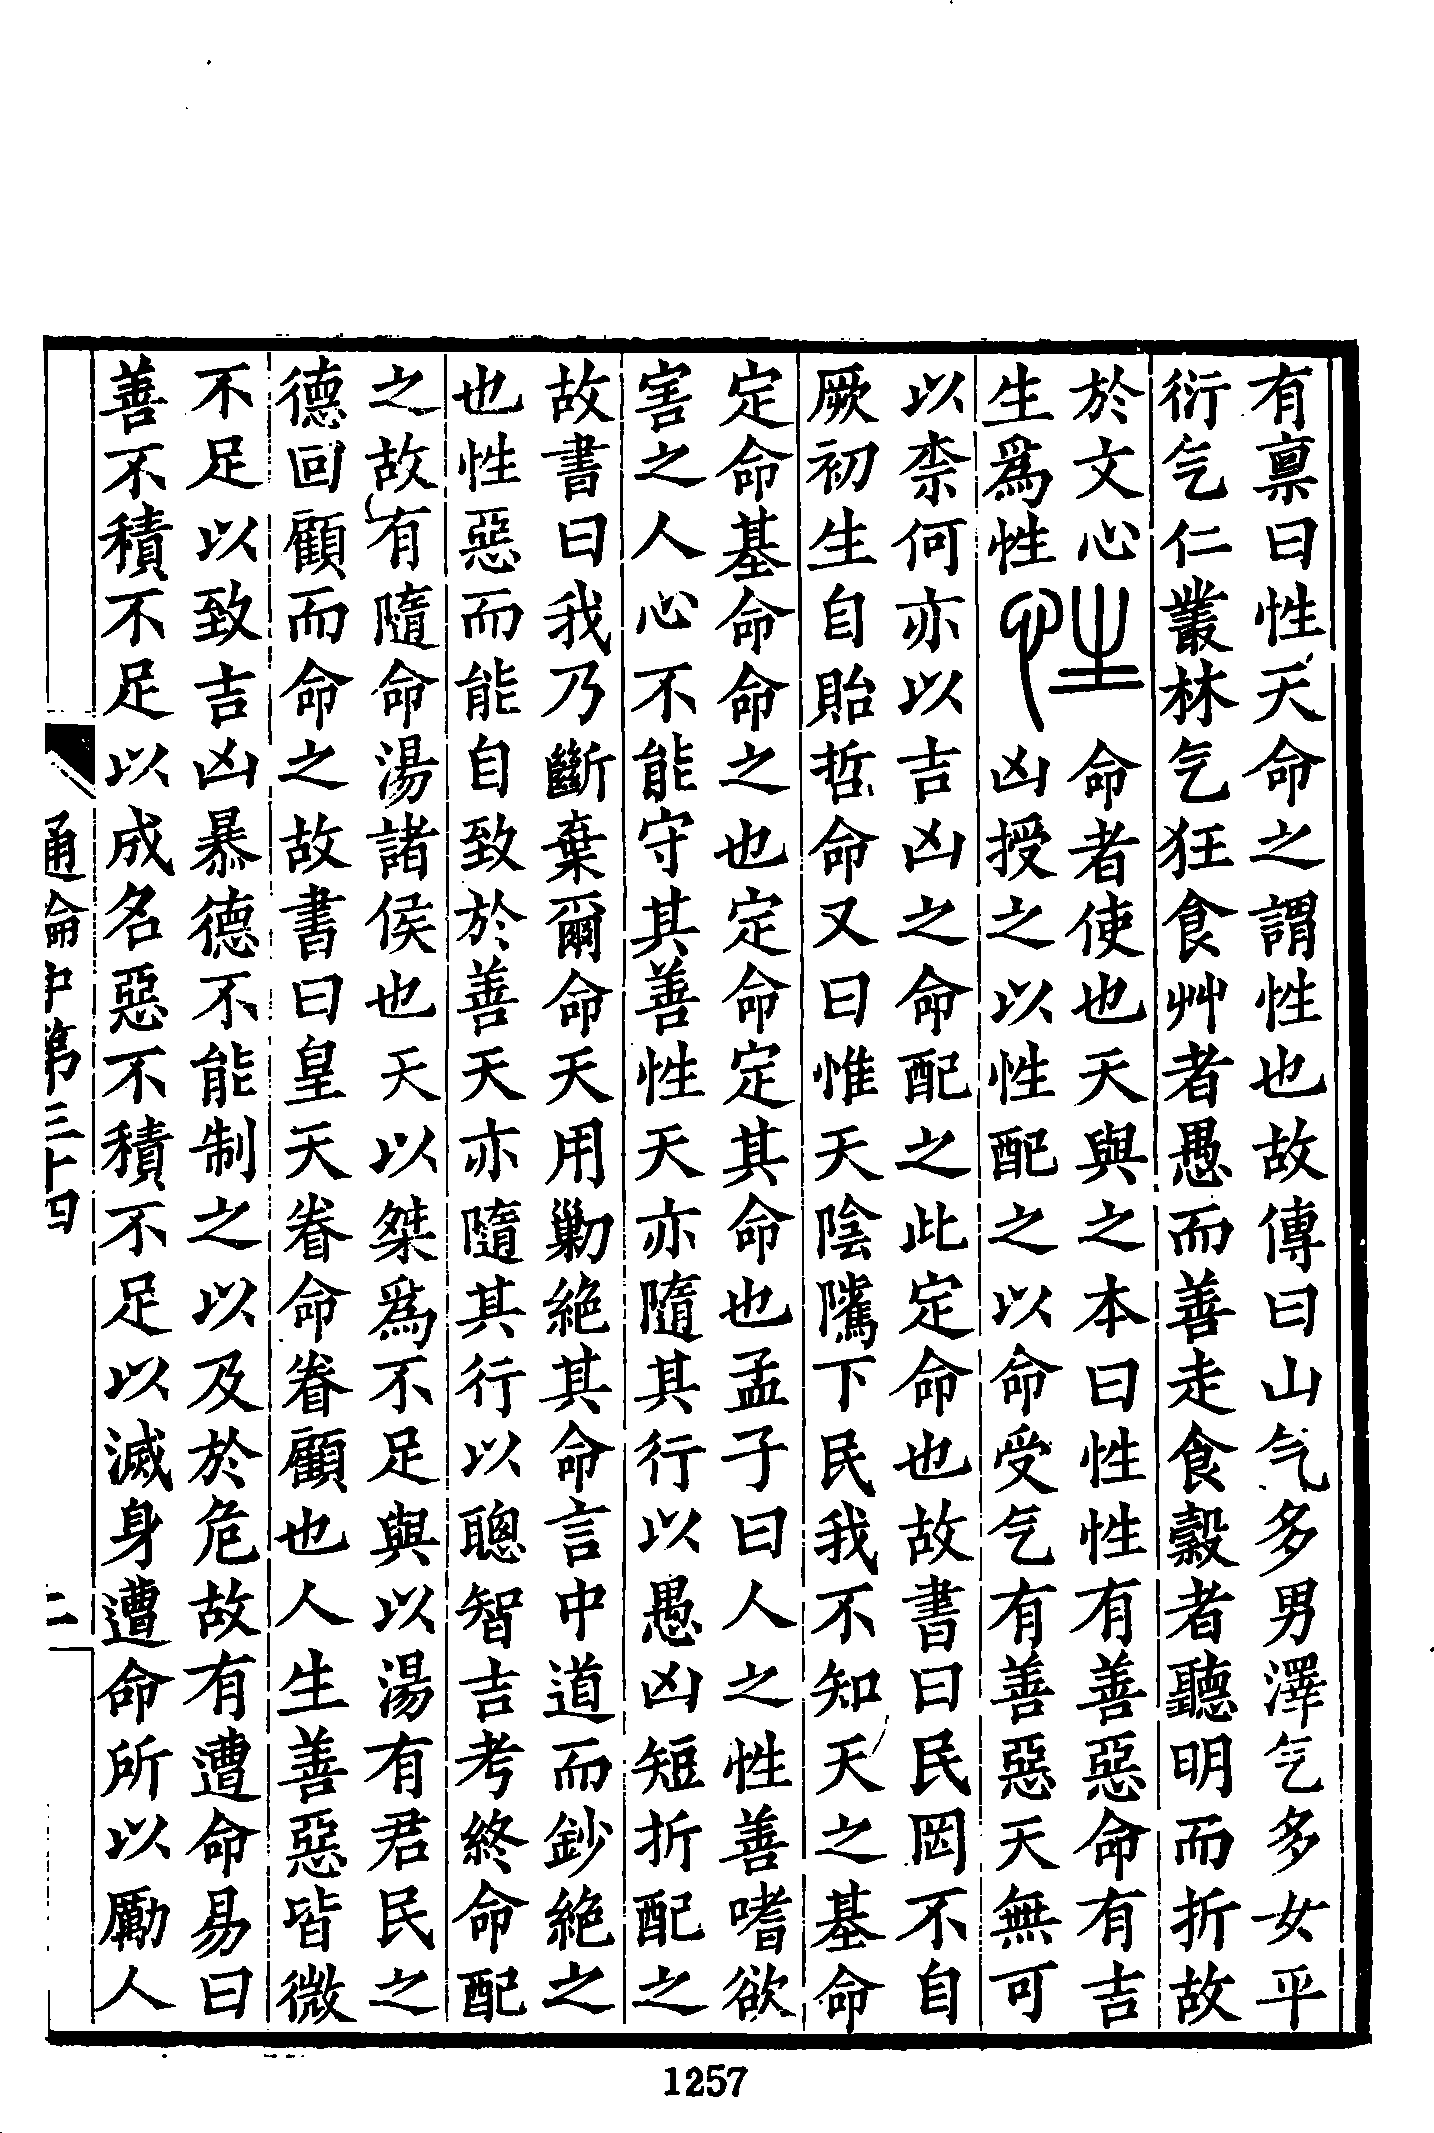 有稟曰性天命之謂性也故傳曰山气多男澤气多女平
衍气仁叢林气狂食艸者愚而善走食穀者聽明而折故
於文心生爲性命者使也天與之本曰性性有善惡命有吉
凶授之以性配之以命受气有善惡天無可
以柰何亦以吉凶之命配之此定命也故書曰民罔不自
厥初生自貽哲命又曰惟天陰隲下民我不知天之基命
定命基命命之也定命定其命也孟子曰人之性善嗜欲
害之人心不能守其善性天亦隨其行以愚凶短折配之
故書曰我乃斷棄爾命天用勦絕其命言中道而鈔絕之
也性惡而能自致於善天亦隨其行以聰智吉考終命配
之故有隨命湯諸侯也天以桀爲不足與以湯有君民之
德回顧而命之故書曰皇天眷命眷顧也人生善惡皆微
不足以致吉凶暴德不能制之以及於危故有遭命易曰
善不積不足以成名惡不積不足以滅身遭命所以勵人
通論中第三十四
二
1257